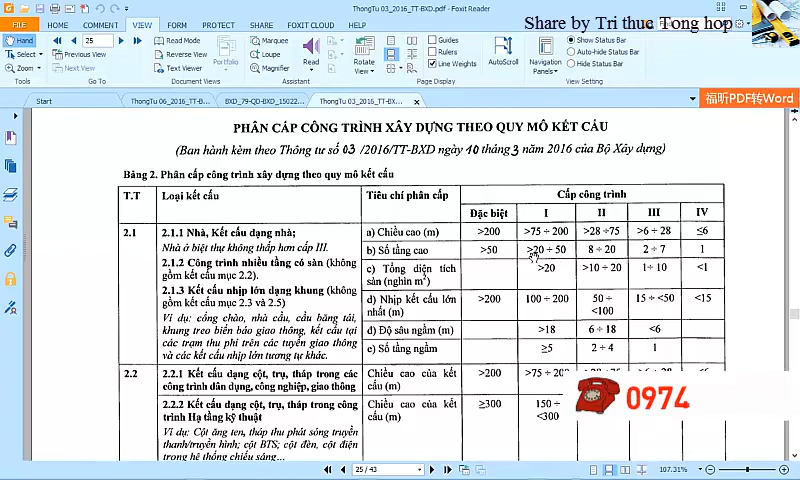 ThongTu 03_2016_TT-BXD.pdf - Foxit Reader
Share by Tri thuc Tong hop
FILE HOME COMMENT VIEW FORM PROTECT SHARE FOXIT CLOUD HELP
Hand
Select
Zoom
Tools
25
Previous View
Next View
Go To
Read Mode
Reverse View
Text Viewer
Portfolio
Document Views
Marquee
Loupe
Magnifier
Read
Assistant
Rotate View
Guides
Rulers
Line Weights
Page Display
AutoScroll
Navigation Panels
Show Status Bar
Auto-hide Status Bar
Hide Status Bar
View Setting
Start
ThongTu 06_2016_TT-B...
BXD_79-QD-BXD_15022...
ThongTu 03_2016_TT-BX...
福昕PDF转Word
PHÂN CẤP CÔNG TRÌNH XÂY DỰNG THEO QUY MÔ KẾT CẤU
(Ban hành kèm theo Thông tư số 03 /2016/TT-BXD ngày 10 tháng 3 năm 2016 của Bộ Xây dựng)
Bảng 2. Phân cấp công trình xây dựng theo quy mô kết cấu
T.T Loại kết cấu Tiêu chí phân cấp Cấp công trình
Đặc biệt I II III IV
2.1
2.1.1 Nhà, Kết cấu dạng nhà;
Nhà ở biệt thự không thấp hơn cấp III.
2.1.2 Công trình nhiều tầng có sàn (không
gồm kết cấu mục 2.2).
2.1.3 Kết cấu nhịp lớn dạng khung (không
gồm kết cấu mục 2.3 và 2.5)
Ví dụ: cổng chào, nhà cầu, cầu băng tải,
khung treo biển báo giao thông, kết cấu tại
các trạm thu phí trên các tuyến giao thông
và các kết cấu nhịp lớn tương tự khác.
a) Chiều cao (m) >200 >75 ÷ 200 >28 ÷75 >6 ÷ 28 ≤6
b) Số tầng cao >50 >20 ÷ 50 8 ÷ 20 2 ÷ 7 1
c) Tổng diện tích
sàn (nghìn m²) >20 >10 ÷ 20 1÷ 10 <1
d) Nhịp kết cấu lớn
nhất (m) >200 100 ÷ 200 50 ÷
<100 15 ÷ <50 <15
d) Độ sâu ngầm (m) >18 6 ÷ 18 <6
e) Số tầng ngầm ≥5 2 ÷ 4 1
2.2
2.2.1 Kết cấu dạng cột, trụ, tháp trong các
công trình dân dụng, công nghiệp, giao thông
Chiều cao của kết
cấu (m) >200 >75 ÷ 200
2.2.2 Kết cấu dạng cột, trụ, tháp trong công
trình Hạ tầng kỹ thuật
Ví dụ: Cột ăng ten, tháp thu phát sóng truyền
thanh/truyền hình; cột BTS; cột đèn, cột điện
trong hệ thống chiếu sáng...
Chiều cao của kết
cấu (m) ≥300 150 ÷
<300
0974
25 / 43
107.31%